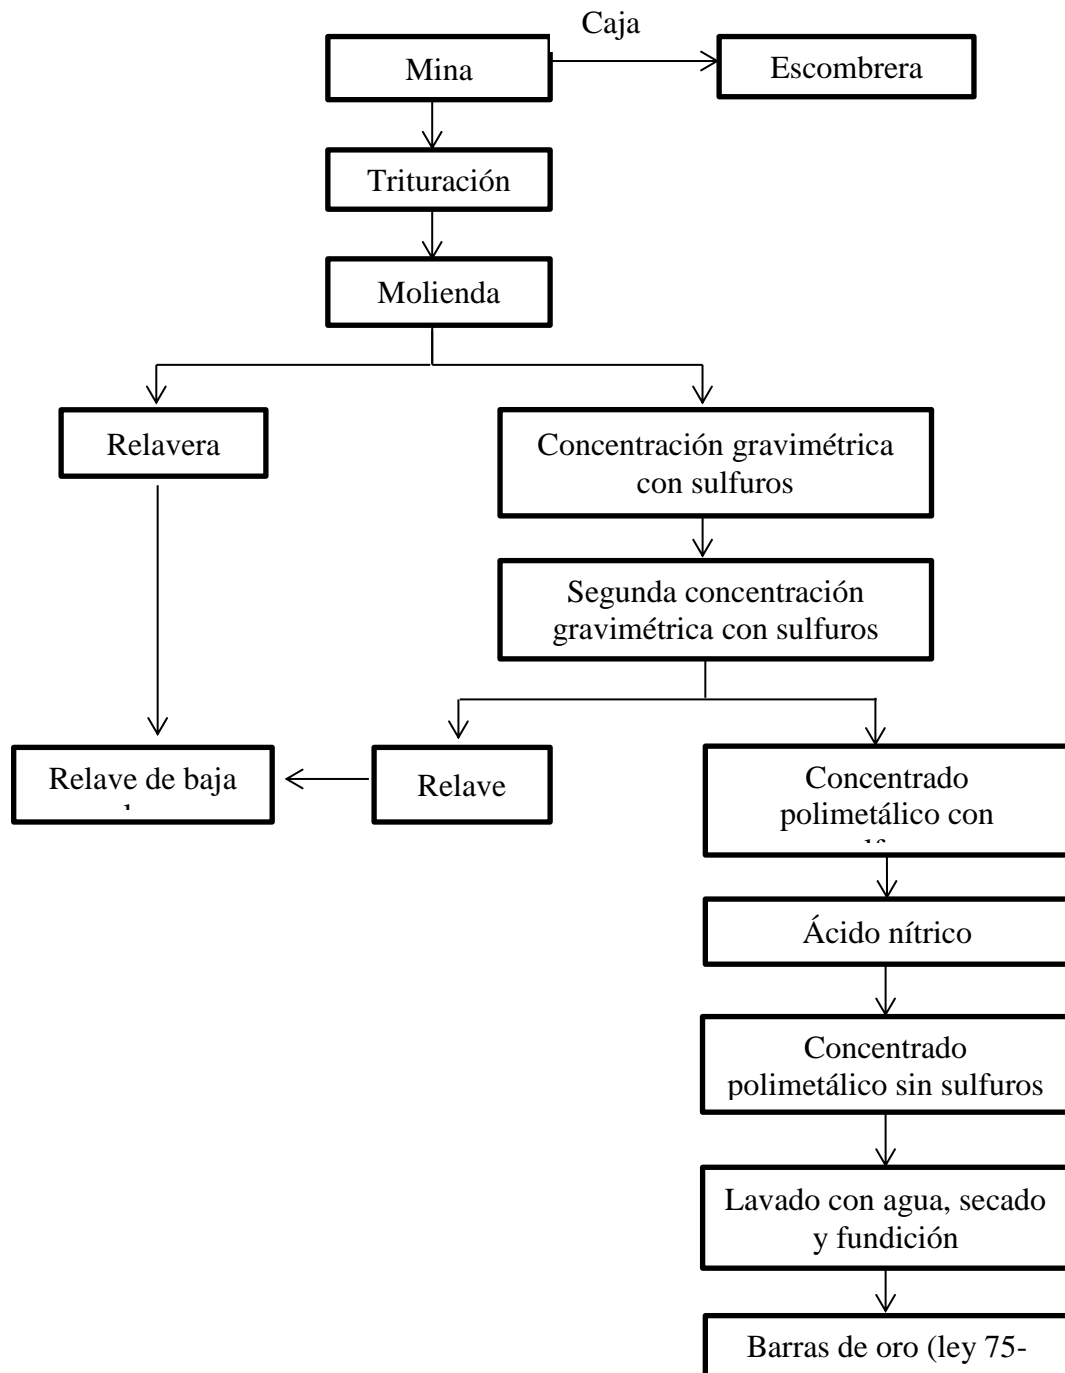 Caja
Mina
Escombrera
Trituración
Molienda
Relavera
Concentración gravimétrica
con sulfuros
Segunda concentración
gravimétrica con sulfuros
Relave de baja
Relave
Concentrado
polimetálico con
Ácido nítrico
Concentrado
polimetálico sin sulfuros
Lavado con agua, secado
y fundición
Barras de oro (ley 75-